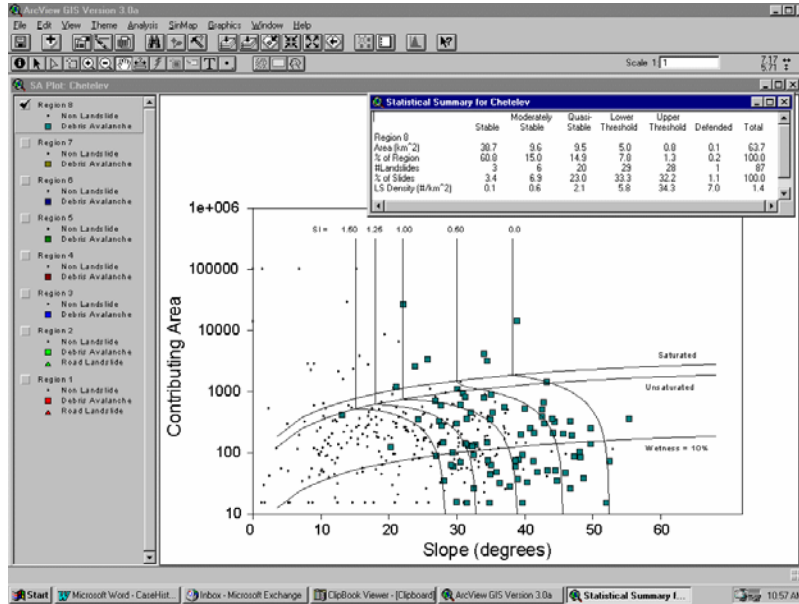 ArcView GIS Version 3.0a
File Edit View Theme Analysis SinMap Graphics Window Help
Scale 1: 1
7.17
5.71
SA Plot: Chetelev
Region 8
Non Landslide
Debris Avalanche
Region 7
Non Landslide
Debris Avalanche
Region 6
Non Landslide
Debris Avalanche
Region 5
Non Landslide
Debris Avalanche
Region 4
Non Landslide
Debris Avalanche
Region 3
Non Landslide
Debris Avalanche
Region 2
Non Landslide
Debris Avalanche
Road Landslide
Region 1
Non Landslide
Debris Avalanche
Road Landslide
Statistical Summary for Chetelev
Stable Moderately Stable Quasi-Stable Lower Threshold Upper Threshold Defended Total
Region 8
Area (km^2) 38.7 9.6 9.5 5.0 0.8 0.1 63.7
% of Region 60.8 15.0 14.9 7.8 1.3 0.2 100.0
#Landslides 3 6 20 29 28 1 87
% of Slides 3.4 6.9 23.0 33.3 32.2 1.1 100.0
LS Density (#/km^2) 0.1 0.6 2.1 5.8 34.3 7.0 1.4
1e+006
100000
10000
1000
100
10
Contributing Area
SI = 1.50 1.25 1.00 0.50 0.0
Saturated
Unsaturated
Wetness = 10%
0 10 20 30 40 50 60
Slope (degrees)
Start Microsoft Word - CaseHist... Inbox - Microsoft Exchange ClipBook Viewer - [Clipboard] ArcView GIS Version 3.0a Statistical Summary f... 10:57 AM